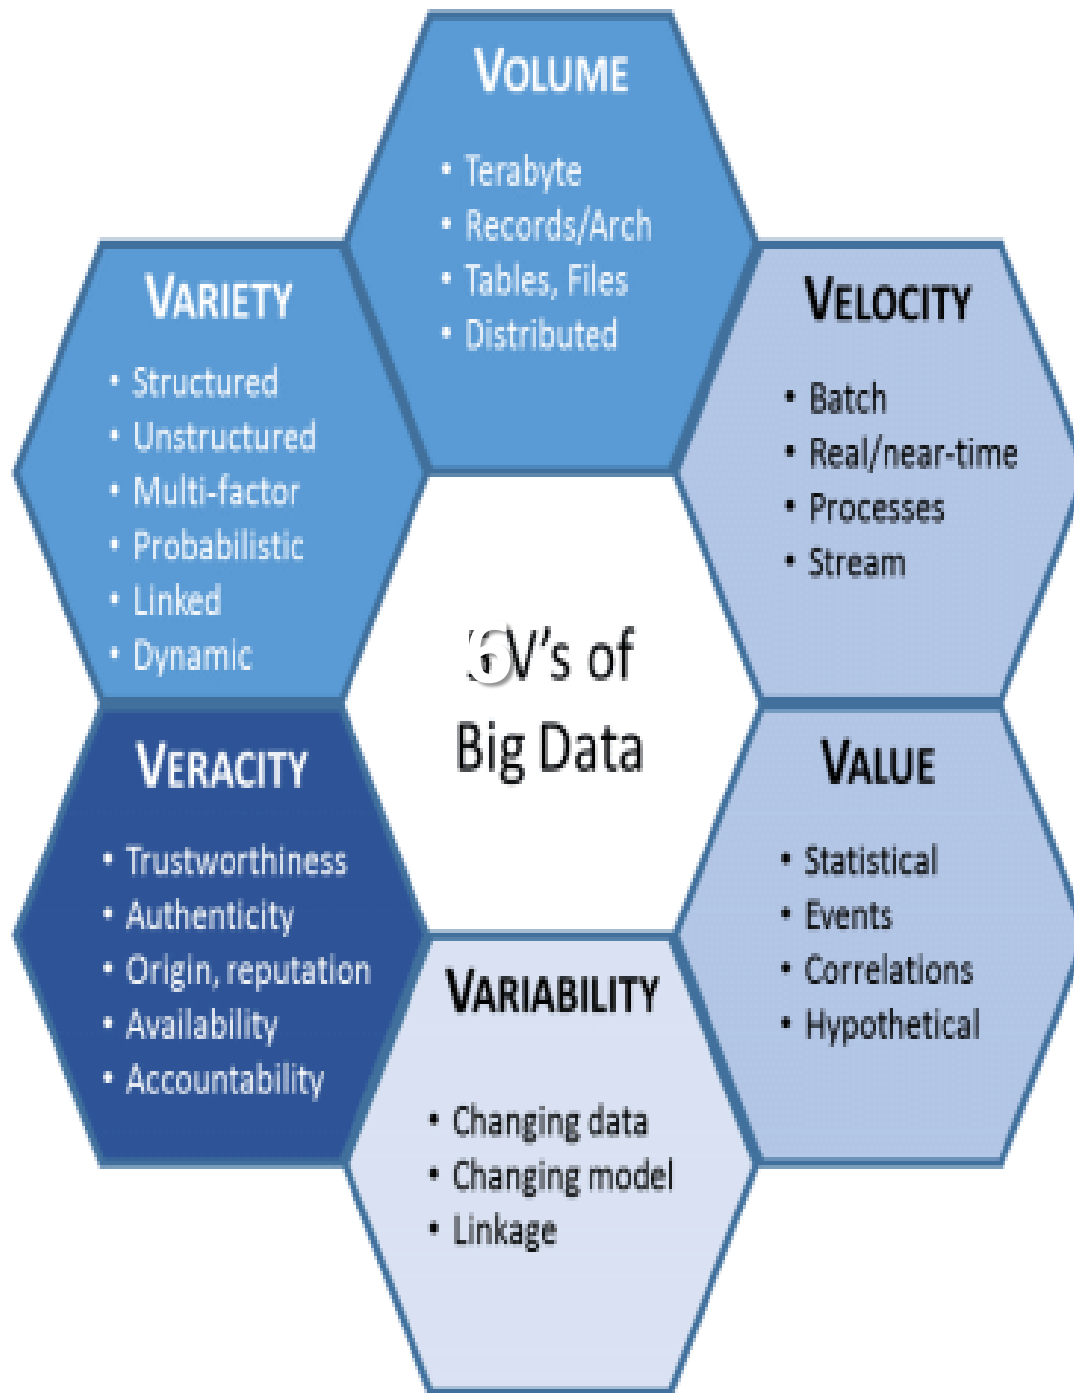 VOLUME
• Terabyte
• Records/Arch
• Tables, Files
• Distributed
VARIETY
• Structured
• Unstructured
• Multi-factor
• Probabilistic
• Linked
• Dynamic
VELOCITY
• Batch
• Real/near-time
• Processes
• Stream
6 V’s of
Big Data
VERACITY
• Trustworthiness
• Authenticity
• Origin, reputation
• Availability
• Accountability
VALUE
• Statistical
• Events
• Correlations
• Hypothetical
VARIABILITY
• Changing data
• Changing model
• Linkage